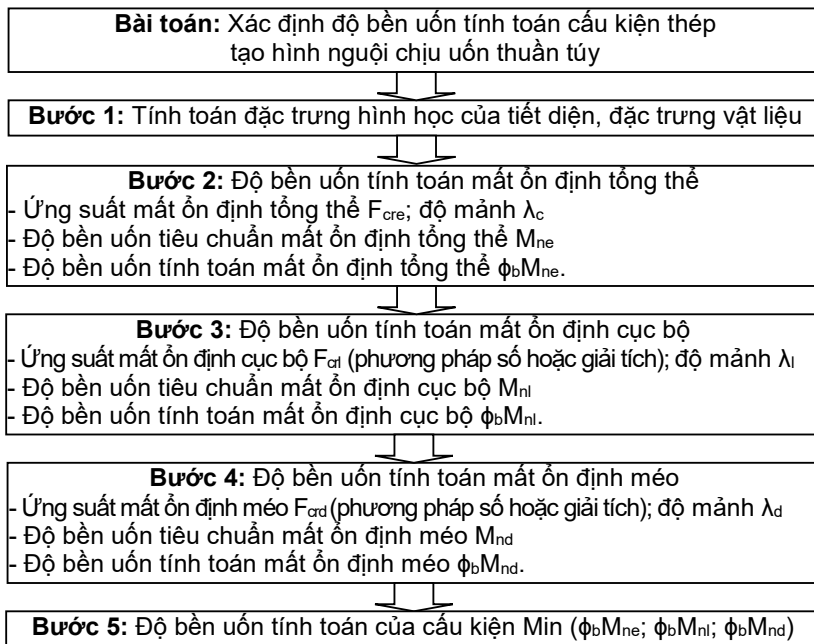 Bài toán: Xác định độ bền uốn tính toán cấu kiện thép
tạo hình nguội chịu uốn thuần túy
Bước 1: Tính toán đặc trưng hình học của tiết diện, đặc trưng vật liệu
Bước 2: Độ bền uốn tính toán mất ổn định tổng thể
- Ứng suất mất ổn định tổng thể Fcre; độ mảnh λc
- Độ bền uốn tiêu chuẩn mất ổn định tổng thể Mne
- Độ bền uốn tính toán mất ổn định tổng thể ϕbMne.
Bước 3: Độ bền uốn tính toán mất ổn định cục bộ
- Ứng suất mất ổn định cục bộ Fcrl (phương pháp số hoặc giải tích); độ mảnh λl
- Độ bền uốn tiêu chuẩn mất ổn định cục bộ Mnl
- Độ bền uốn tính toán mất ổn định cục bộ ϕbMnl.
Bước 4: Độ bền uốn tính toán mất ổn định méo
- Ứng suất mất ổn định méo Fcrd (phương pháp số hoặc giải tích); độ mảnh λd
- Độ bền uốn tiêu chuẩn mất ổn định méo Mnd
- Độ bền uốn tính toán mất ổn định méo ϕbMnd.
Bước 5: Độ bền uốn tính toán của cấu kiện Min (ϕbMne; ϕbMnl; ϕbMnd)